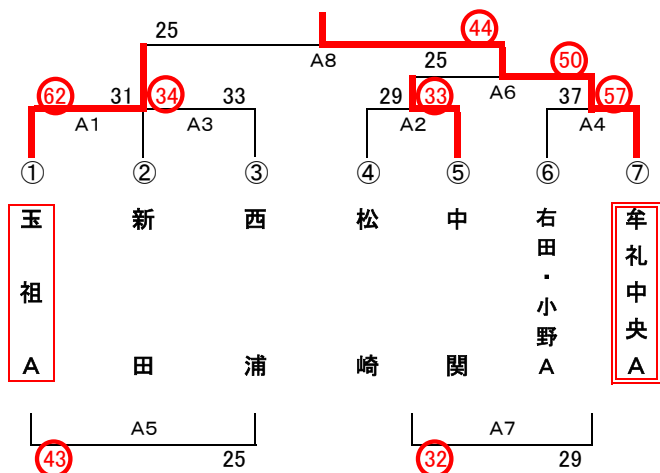 25 44
A8
25 50
A6
62 31 34 33 29 33 37 57
A1 A3 A2 A4
① ② ③ ④ ⑤ ⑥ ⑦
玉祖A
新田
西浦
松崎
中関
右田・小野A
牟礼中央A
A5 A7
43 25 32 29